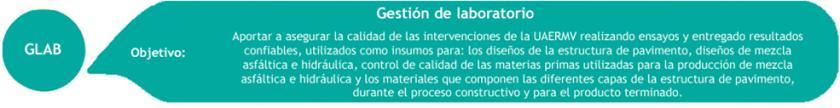 Gestión de laboratorio
GLAB
Objetivo:
Aportar a asegurar la calidad de las intervenciones de la UAERMV realizando ensayos y entregado resultados
confiables, utilizados como insumos para: los diseños de la estructura de pavimento, diseños de mezcla
asfáltica e hidráulica, control de calidad de las materias primas utilizadas para la producción de mezcla
asfáltica e hidráulica y los materiales que componen las diferentes capas de la estructura de pavimento,
durante el proceso constructivo y para el producto terminado.